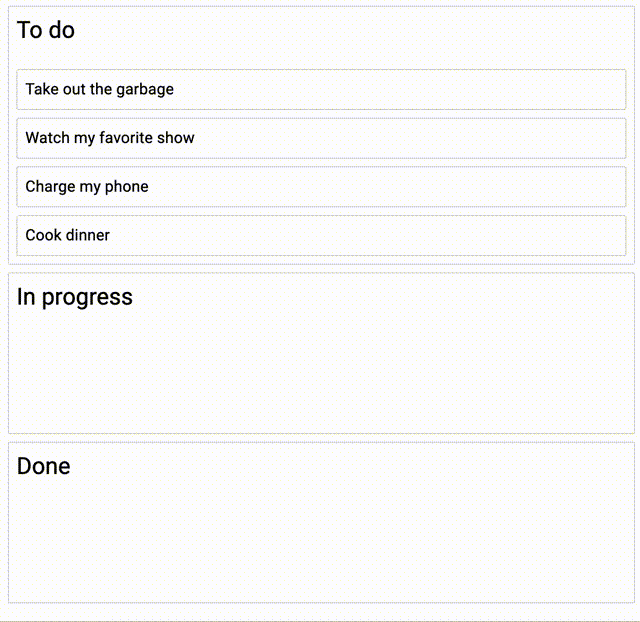 To do
Take out the garbage
Watch my favorite show
Charge my phone
Cook dinner
In progress
Done